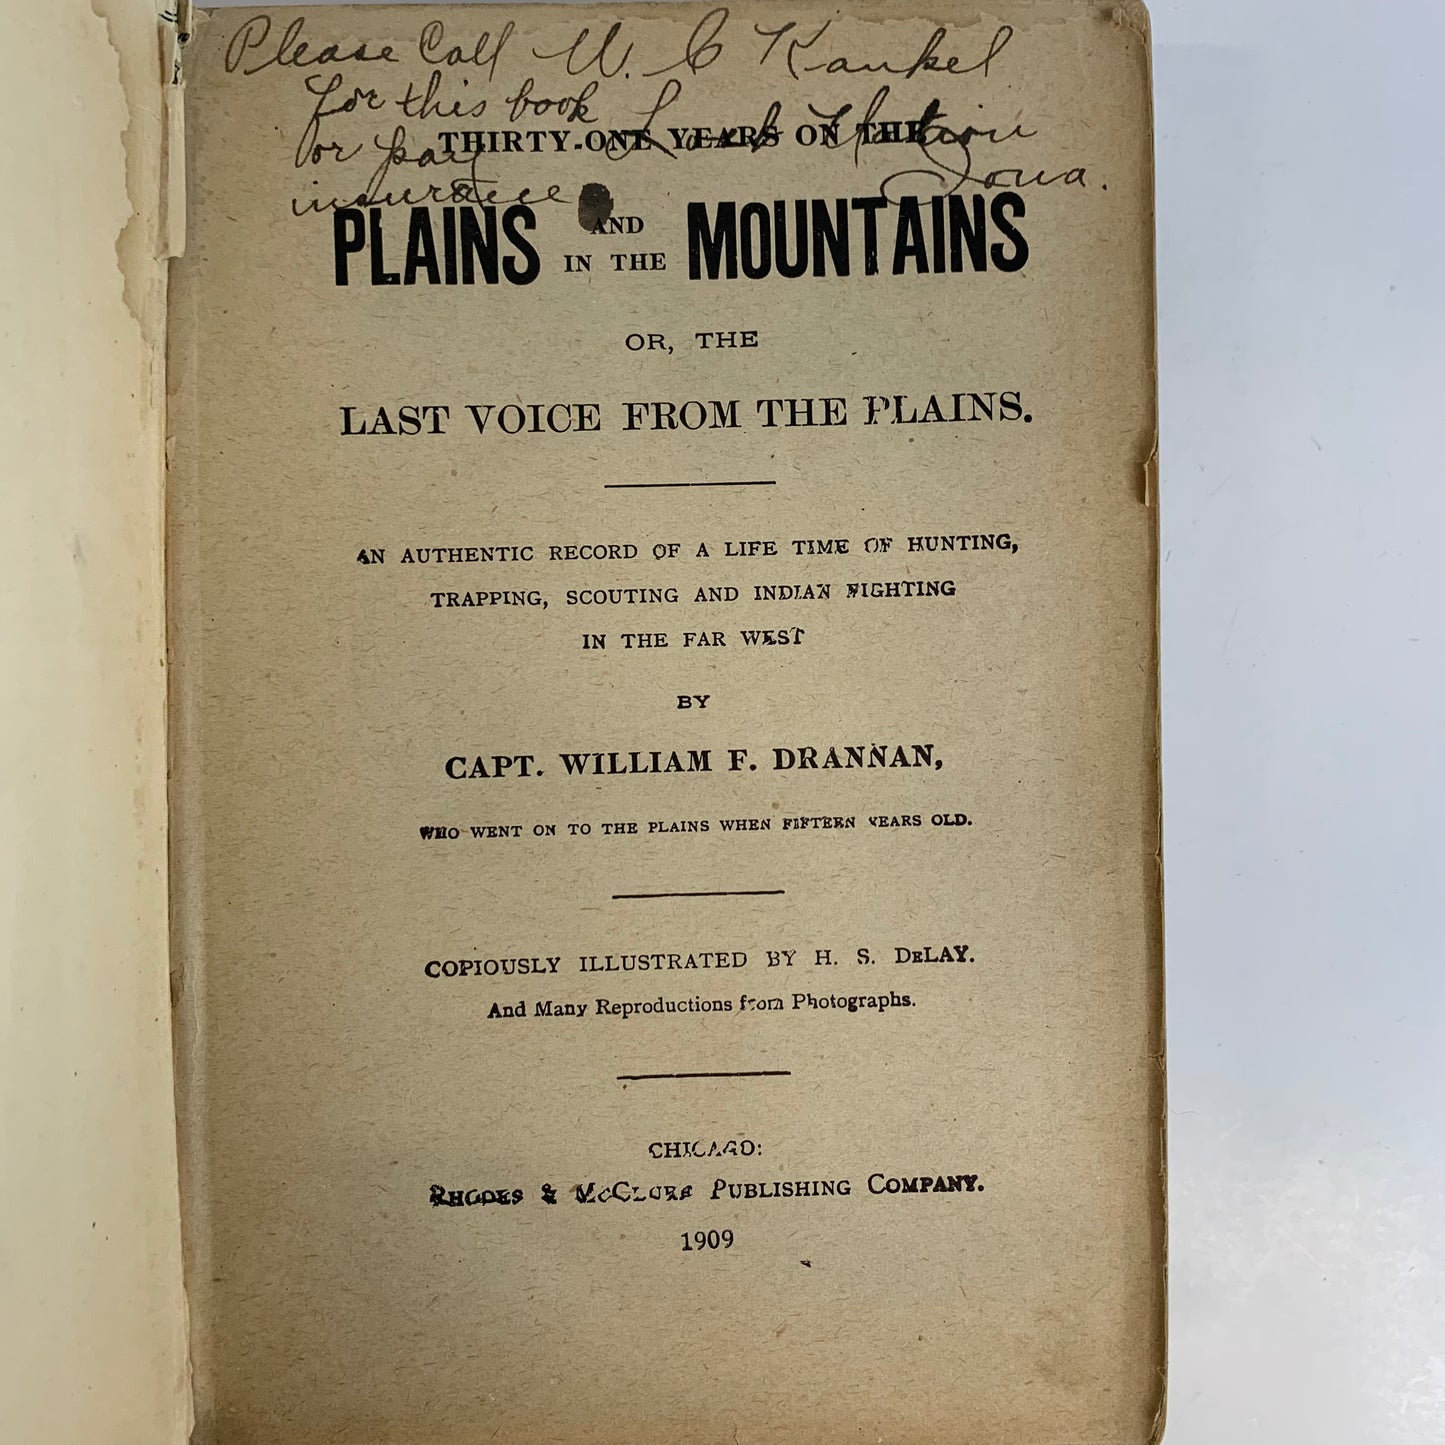 Please Call W. C Kankel
for this book
or pay
insurance Iowa.
THIRTY-ONE YEARS ON THE
PLAINS AND IN THE MOUNTAINS
OR, THE
LAST VOICE FROM THE PLAINS.
AN AUTHENTIC RECORD OF A LIFE TIME OF HUNTING,
TRAPPING, SCOUTING AND INDIAN FIGHTING
IN THE FAR WEST
BY
CAPT. WILLIAM F. DRANNAN,
WHO WENT ON TO THE PLAINS WHEN FIFTEEN YEARS OLD.
COPIOUSLY ILLUSTRATED BY H. S. DELAY.
And Many Reproductions from Photographs.
CHICAGO:
RHODES & MCCLURE PUBLISHING COMPANY.
1909